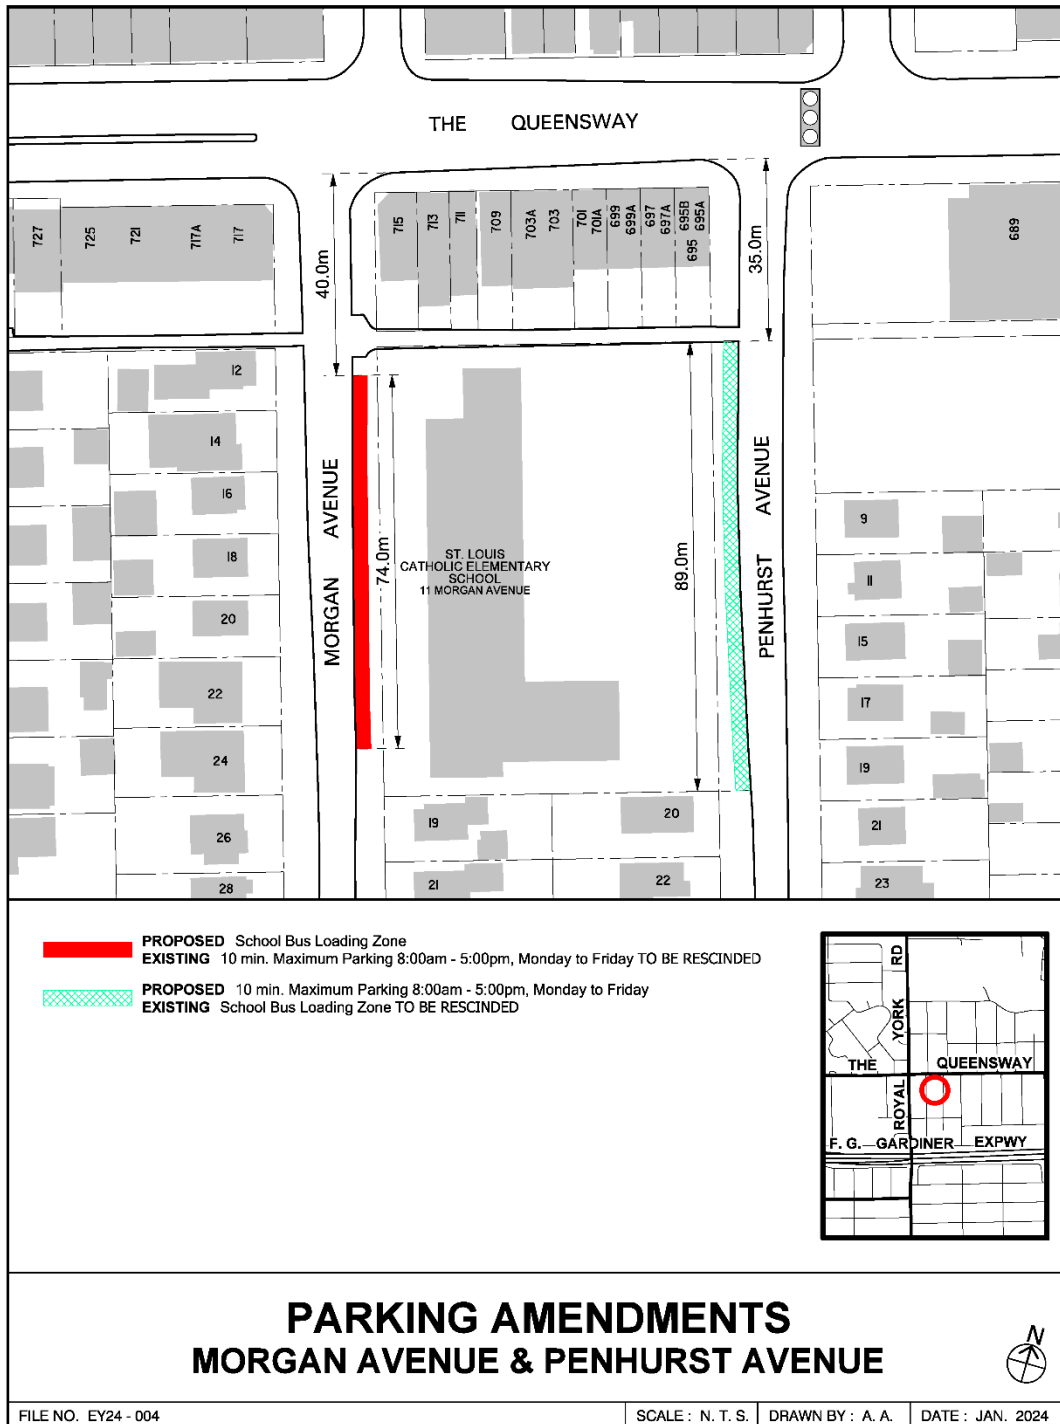 THE QUEENSWAY
40.0m
35.0m
727
725
721
717A
717
715
713
711
709
703A
703
701
701A
699
699A
697
697A
695B
695A
695
689
12
14
16
18
20
22
24
26
28
MORGAN AVENUE
74.0m
ST. LOUIS
CATHOLIC ELEMENTARY
SCHOOL
11 MORGAN AVENUE
89.0m
PENHURST AVENUE
9
11
15
17
19
21
23
19
20
21
22
PROPOSED School Bus Loading Zone
EXISTING 10 min. Maximum Parking 8:00am - 5:00pm, Monday to Friday TO BE RESCINDED
PROPOSED 10 min. Maximum Parking 8:00am - 5:00pm, Monday to Friday
EXISTING School Bus Loading Zone TO BE RESCINDED
ROYAL YORK RD
THE QUEENSWAY
F. G. GARDINER EXPWY
PARKING AMENDMENTS
MORGAN AVENUE & PENHURST AVENUE
N
FILE NO. EY24 - 004
SCALE : N. T. S.
DRAWN BY : A. A.
DATE : JAN. 2024